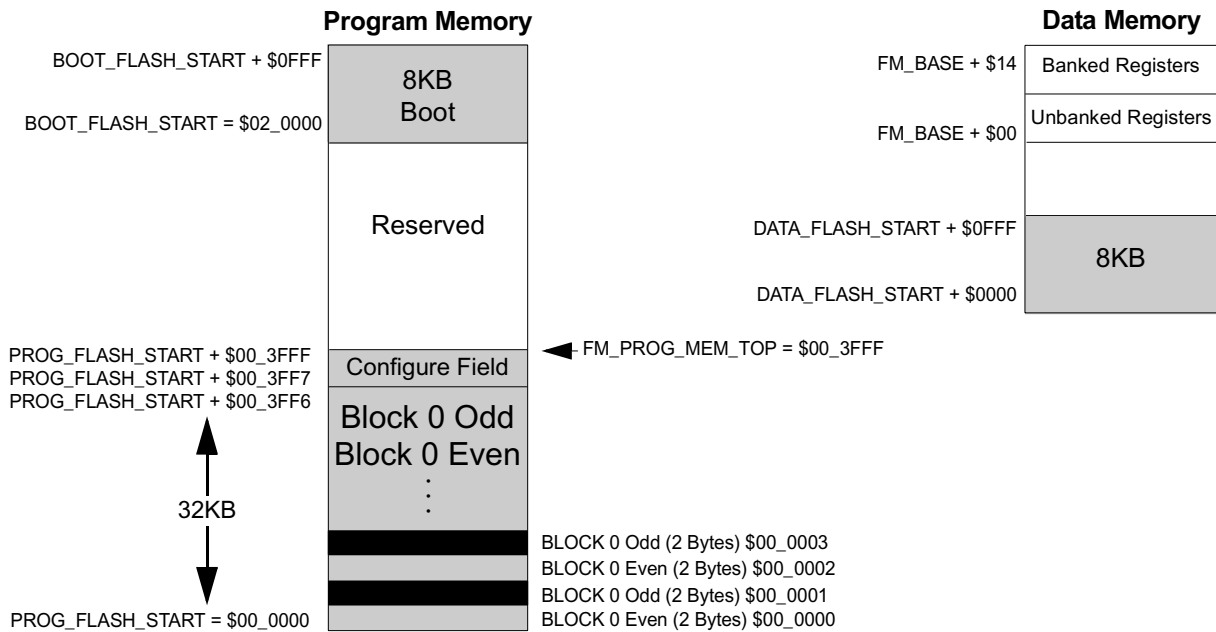 Program Memory
BOOT_FLASH_START + $0FFF
8KB
Boot
BOOT_FLASH_START = $02_0000
Reserved
PROG_FLASH_START + $00_3FFF
FM_PROG_MEM_TOP = $00_3FFF
Configure Field
PROG_FLASH_START + $00_3FF7
PROG_FLASH_START + $00_3FF6
Block 0 Odd
Block 0 Even
32KB
BLOCK 0 Odd (2 Bytes) $00_0003
BLOCK 0 Even (2 Bytes) $00_0002
BLOCK 0 Odd (2 Bytes) $00_0001
BLOCK 0 Even (2 Bytes) $00_0000
PROG_FLASH_START = $00_0000
Data Memory
FM_BASE + $14
Banked Registers
Unbanked Registers
FM_BASE + $00
DATA_FLASH_START + $0FFF
8KB
DATA_FLASH_START + $0000